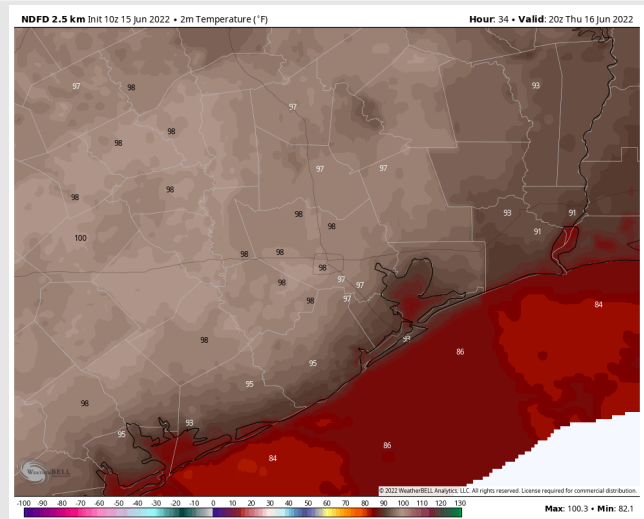 NDFD 2.5 km Init 10z 15 Jun 2022 • 2m Temperature (°F) Hour: 34 • Valid: 20z Thu 16 Jun 2022
97 98 93
97
98
98
97 97
98
98
98 93 91
98 91
100
98 98
98
98 97 97
98 97
84
98 86
95
95
98
93
95
86
84
WeatherBELL
© 2022 WeatherBELL Analytics, LLC. All rights reserved. License required for commercial distribution.
-100 -90 -80 -70 -60 -50 -40 -30 -20 -10 0 10 20 30 40 50 60 70 80 90 100 110 120 130
Max: 100.3 • Min: 82.1